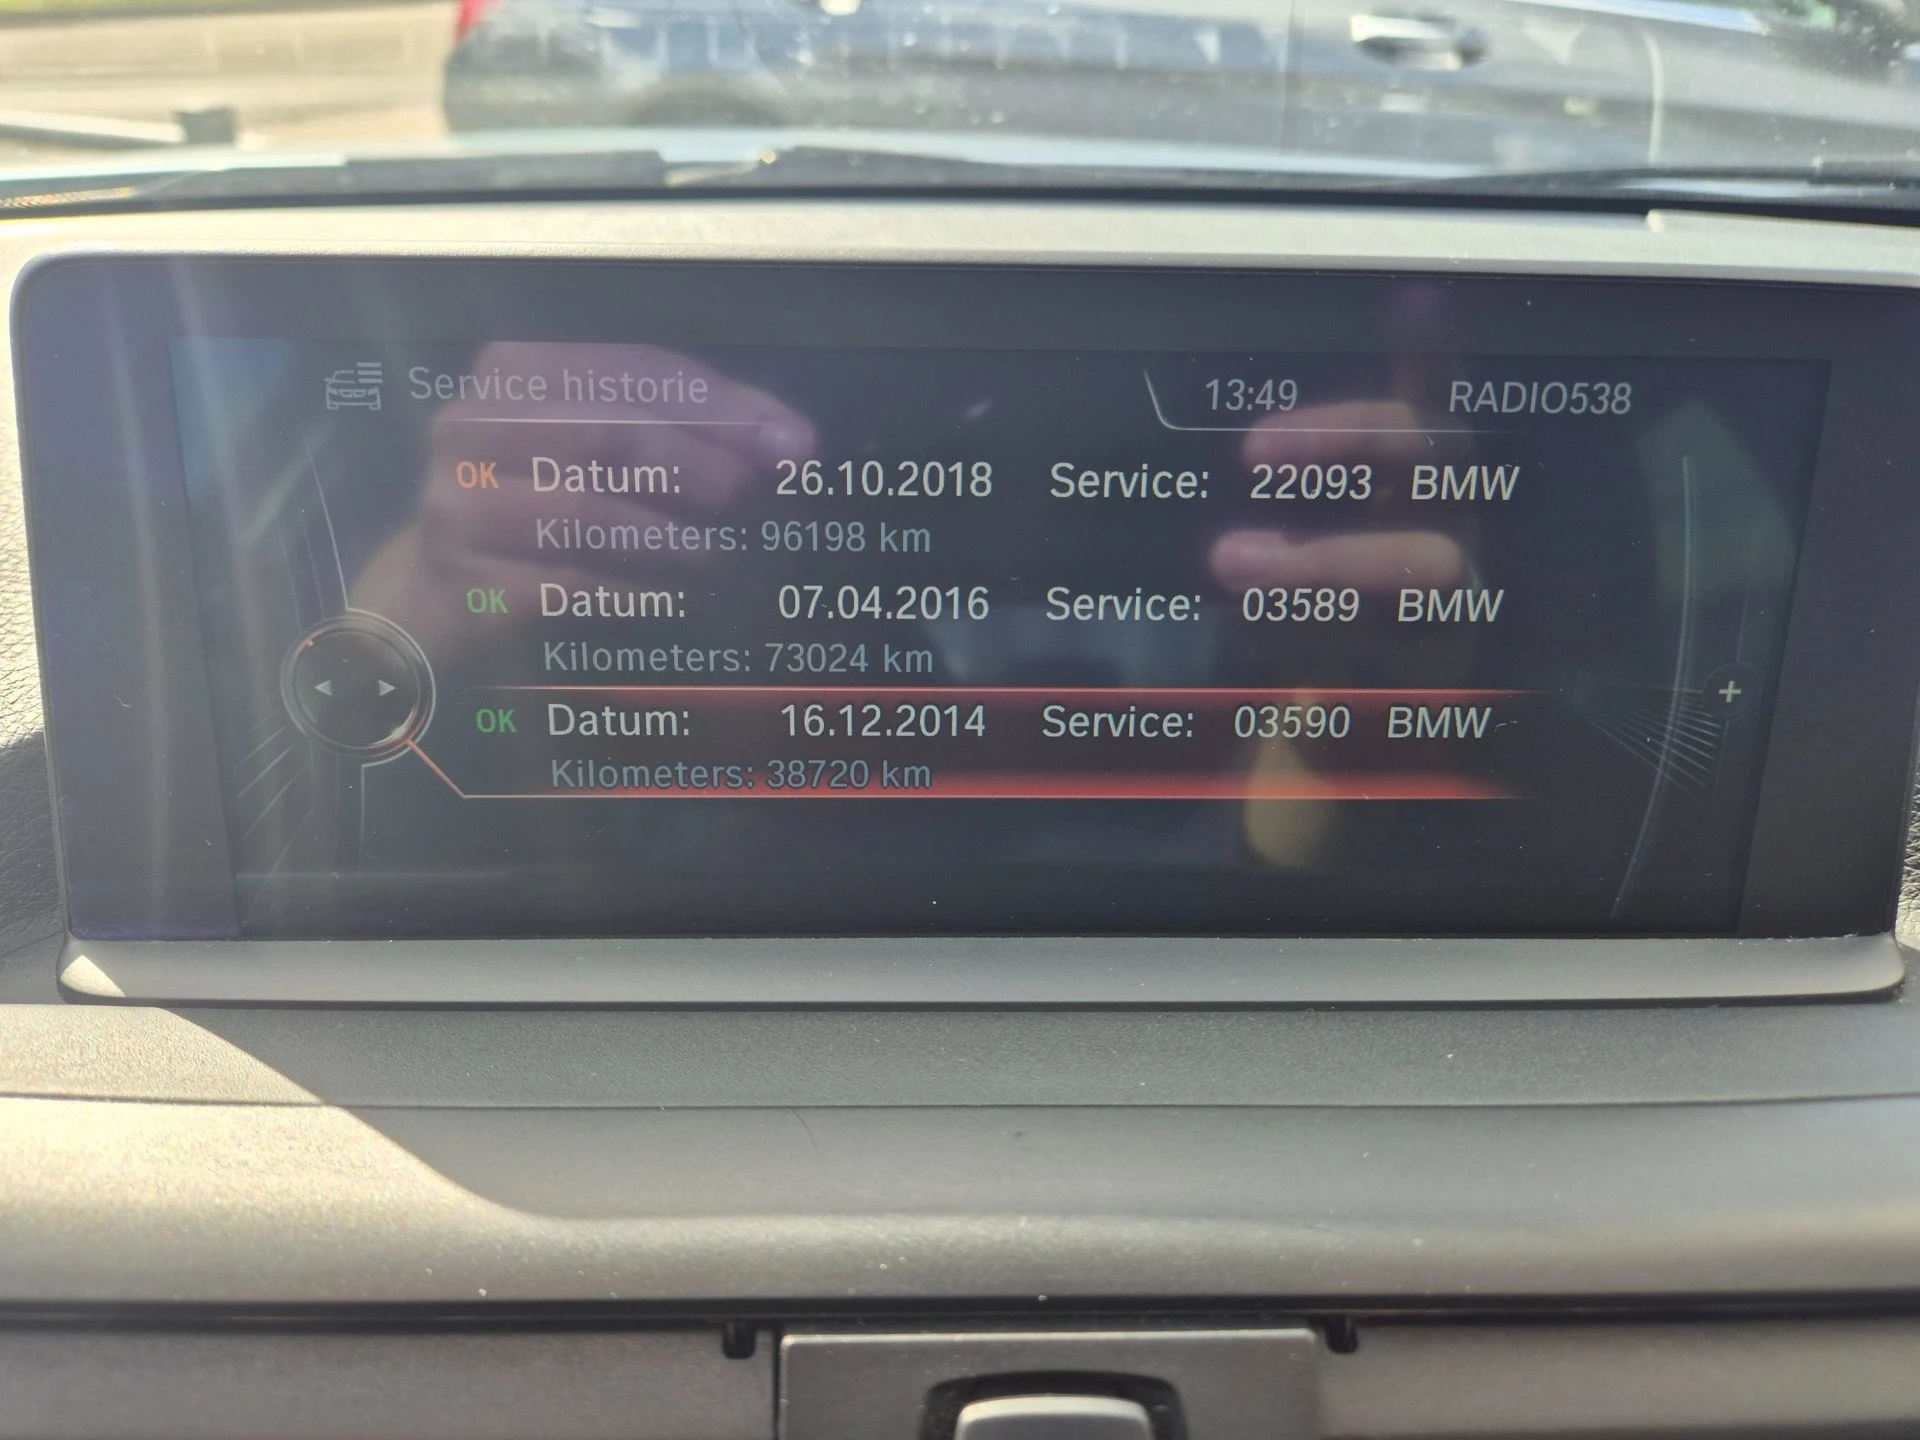 Service historie 13:49 RADIO538
OK Datum: 26.10.2018 Service: 22093 BMW
Kilometers: 96198 km
OK Datum: 07.04.2016 Service: 03589 BMW
Kilometers: 73024 km
OK Datum: 16.12.2014 Service: 03590 BMW
Kilometers: 38720 km